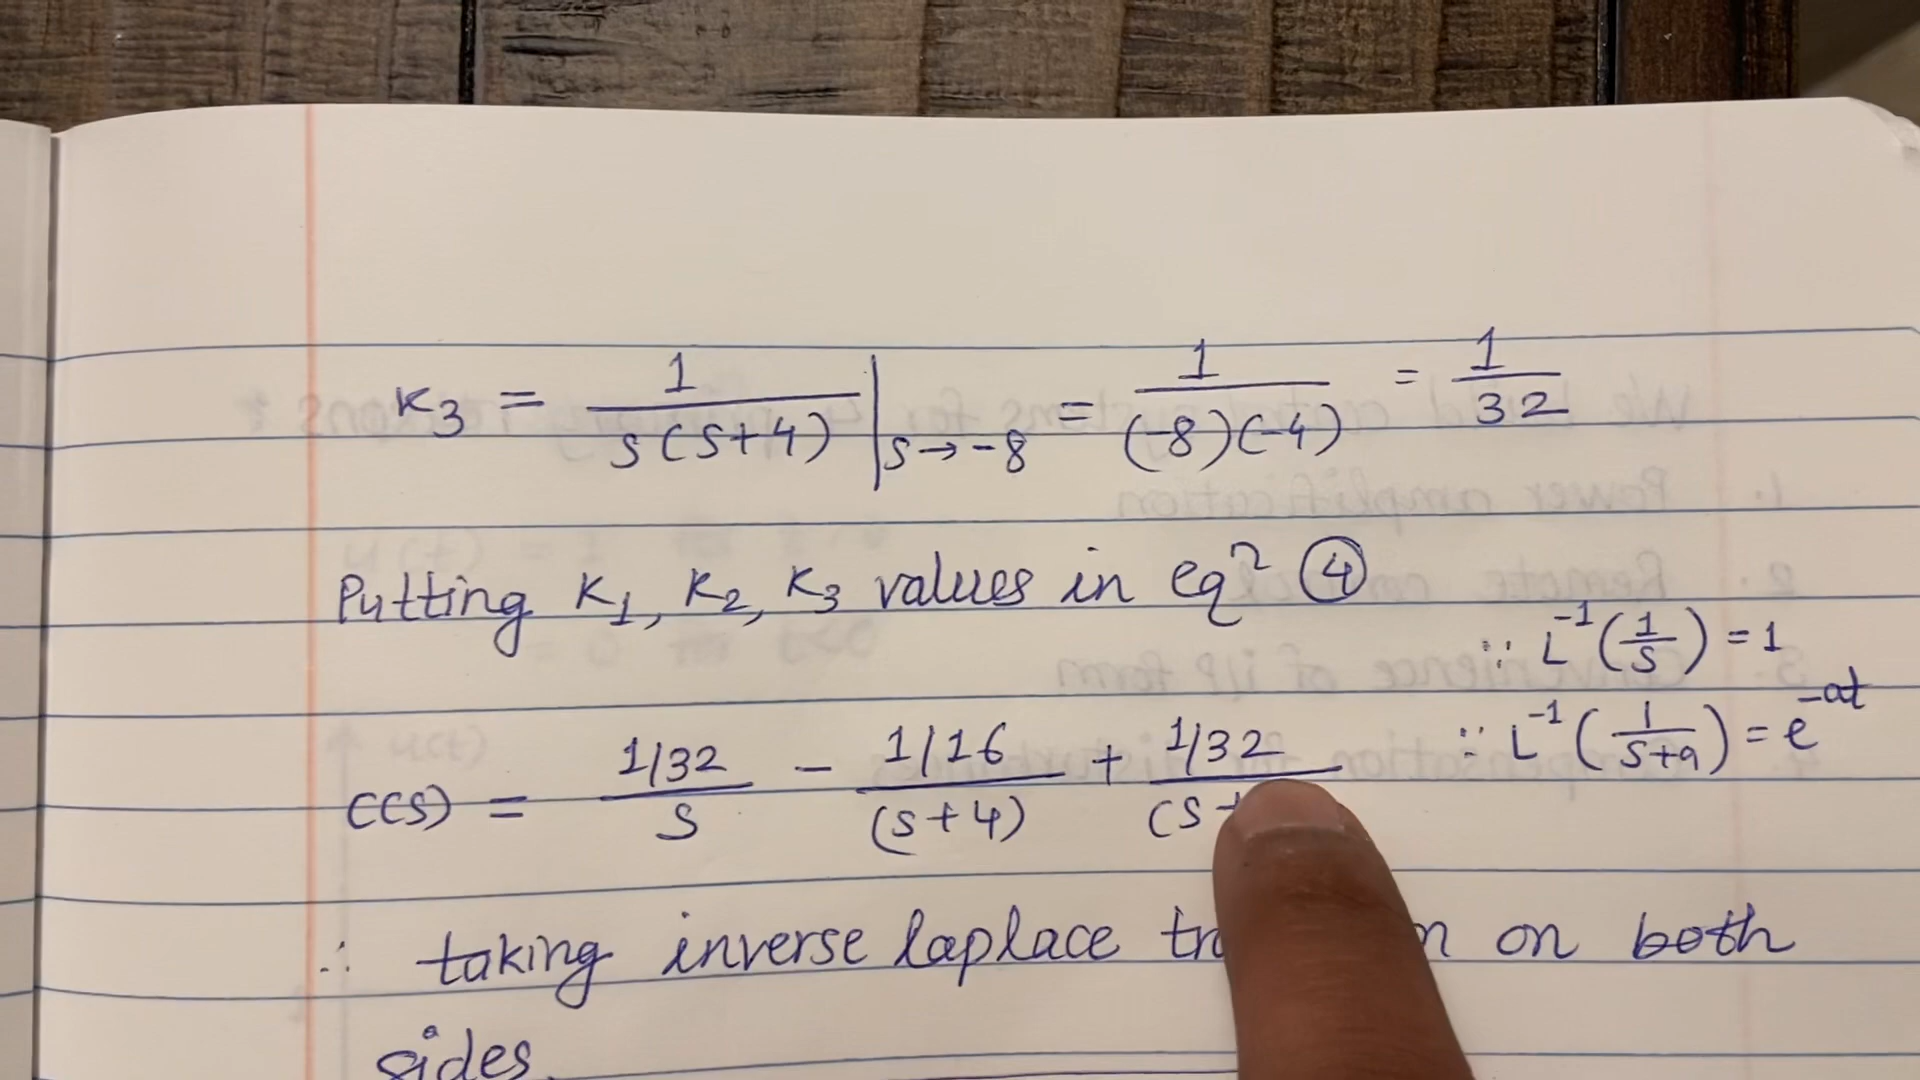 K3 = 1 / s(s+4) | s→-8 = 1 / (-8)(-4) = 1/32
Putting K1, K2, K3 values in eqⁿ ④
∵ L⁻¹(1/s) = 1
C(s) = 1/32 / s - 1/16 / (s+4) + 1/32 / (s+
∵ L⁻¹(1/s+a) = e^-at
∴ taking inverse laplace on both
sides